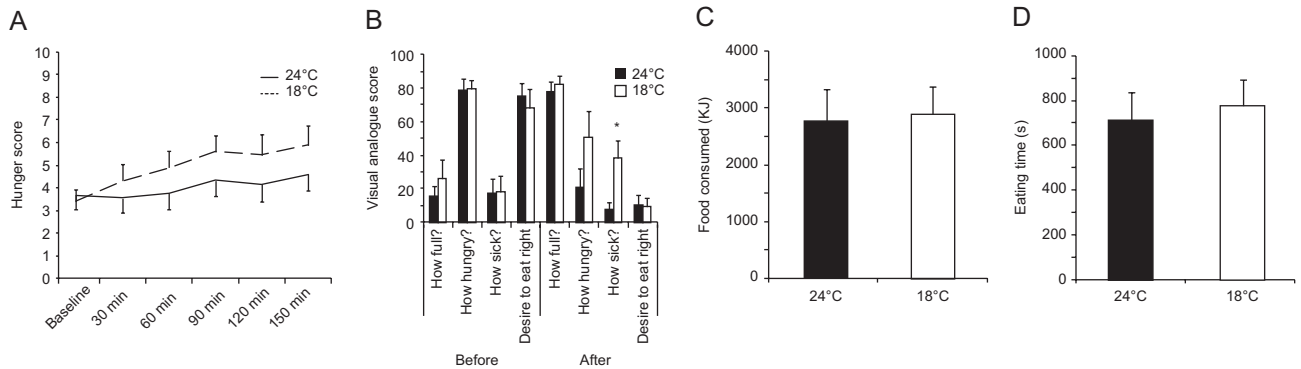 A
Hunger score
10
9
8
7
6
5
4
3
2
1
0
24°C
18°C
Baseline
30 min
60 min
90 min
120 min
150 min
B
Visual analogue score
100
80
60
40
20
0
24°C
18°C
*
How full?
How hungry?
How sick?
Desire to eat right
How full?
How hungry?
How sick?
Desire to eat right
Before
After
C
Food consumed (KJ)
4000
3000
2000
1000
0
24°C
18°C
D
Eating time (s)
1000
800
600
400
200
0
24°C
18°C